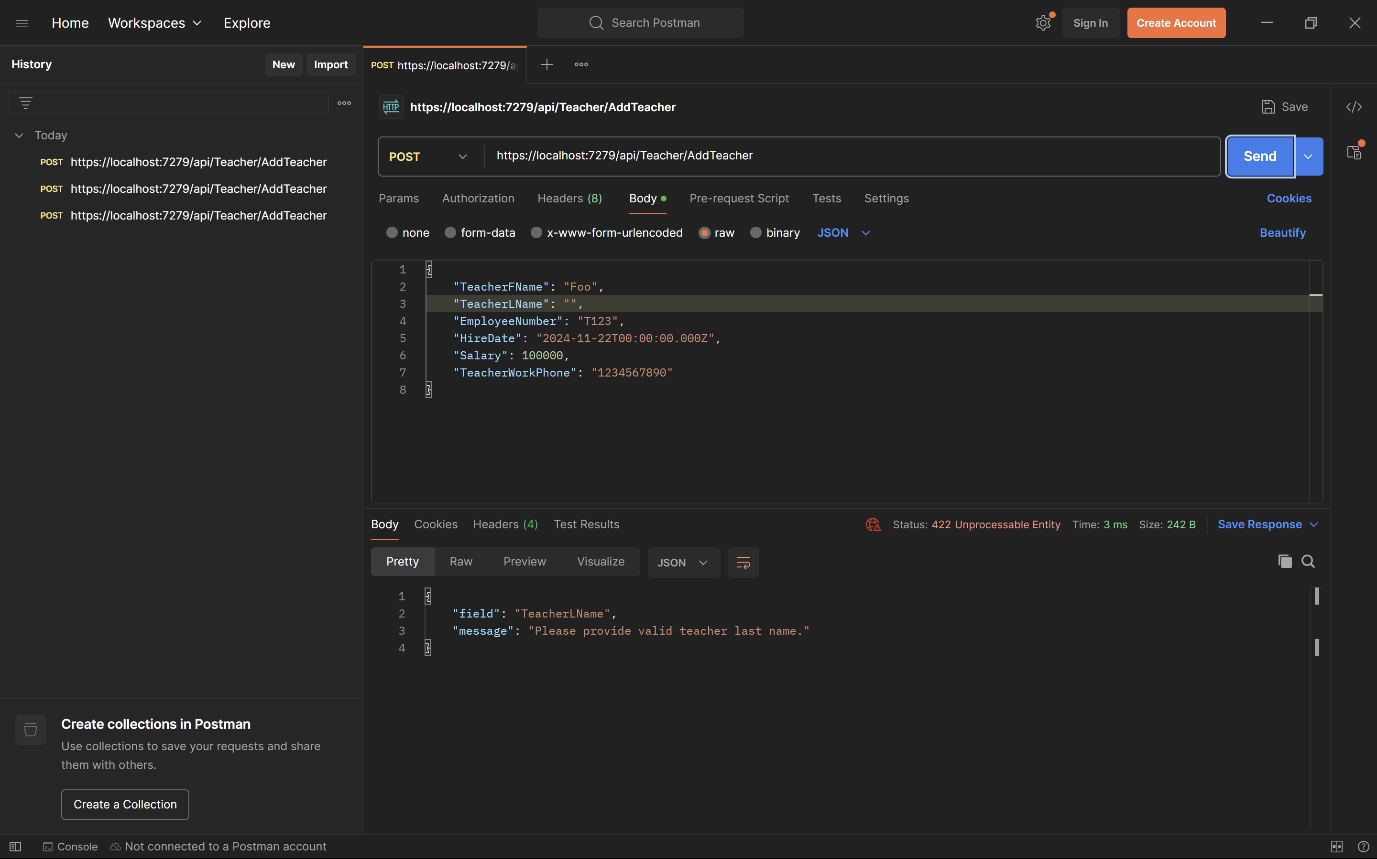 Home Workspaces Explore Search Postman Sign In Create Account
History New Import
POST https://localhost:7279/a
HTTP https://localhost:7279/api/Teacher/AddTeacher Save
Today
POST https://localhost:7279/api/Teacher/AddTeacher
POST https://localhost:7279/api/Teacher/AddTeacher
POST https://localhost:7279/api/Teacher/AddTeacher
POST https://localhost:7279/api/Teacher/AddTeacher Send
Params Authorization Headers (8) Body Pre-request Script Tests Settings Cookies
none form-data x-www-form-urlencoded raw binary JSON Beautify
1 {
2 "TeacherFName": "Foo",
3 "TeacherLName": "",
4 "EmployeeNumber": "T123",
5 "HireDate": "2024-11-22T00:00:00.000Z",
6 "Salary": 100000,
7 "TeacherWorkPhone": "1234567890"
8 }
Body Cookies Headers (4) Test Results Status: 422 Unprocessable Entity Time: 3 ms Size: 242 B Save Response
Pretty Raw Preview Visualize JSON
1 {
2 "field": "TeacherLName",
3 "message": "Please provide valid teacher last name."
4 }
Create collections in Postman
Use collections to save your requests and share
them with others.
Create a Collection
Console Not connected to a Postman account